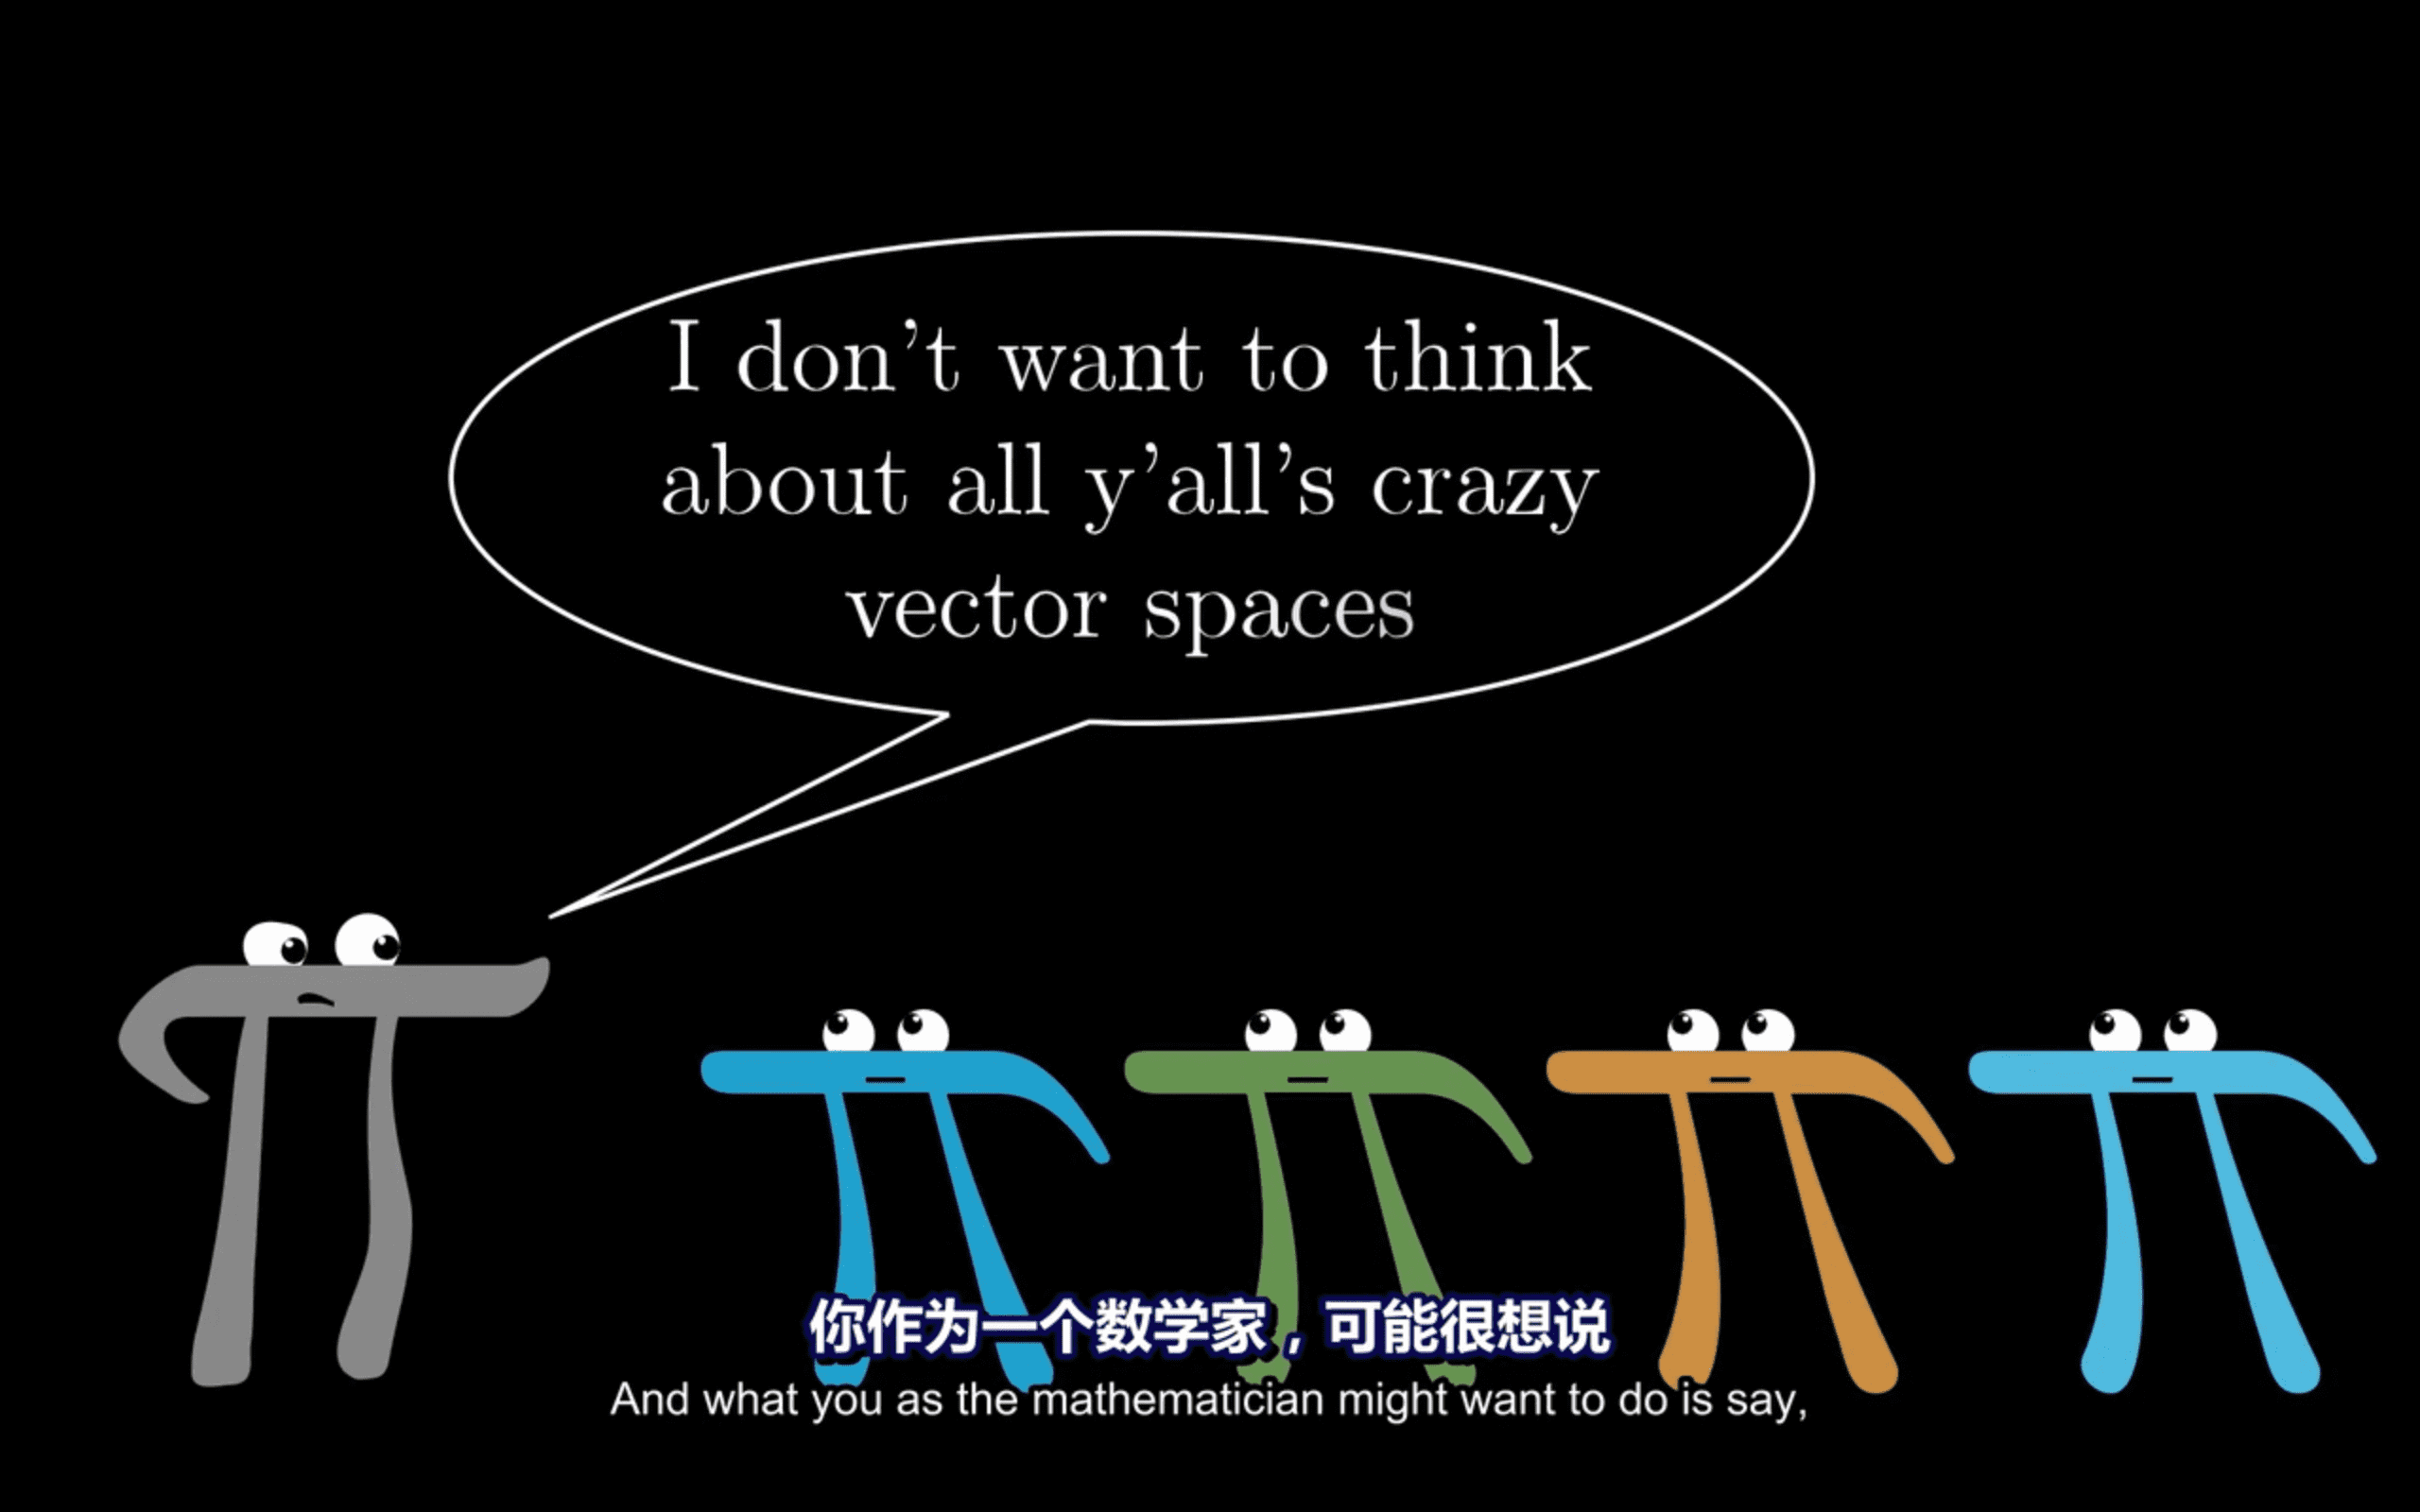 I don’t want to think
about all y’all’s crazy
vector spaces
你作为一个数学家，可能很想说
And what you as the mathematician might want to do is say,